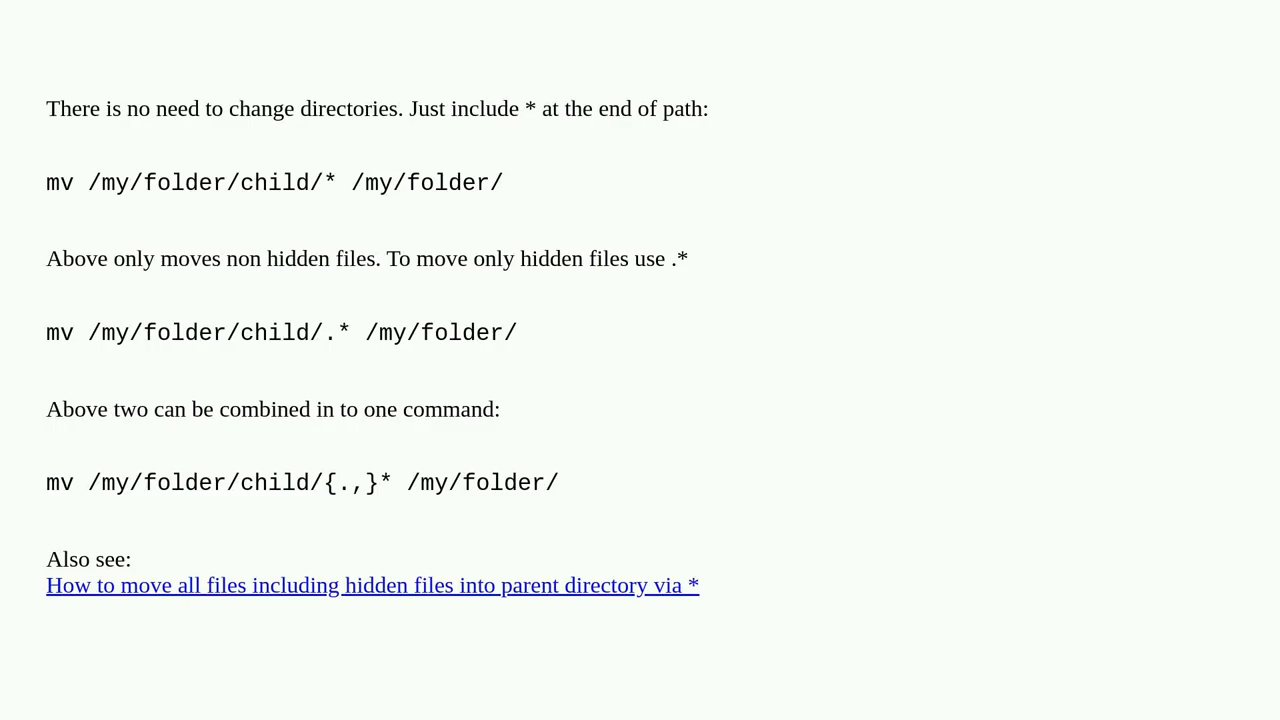 There is no need to change directories. Just include * at the end of path:
mv /my/folder/child/* /my/folder/
Above only moves non hidden files. To move only hidden files use .*
mv /my/folder/child/.* /my/folder/
Above two can be combined in to one command:
mv /my/folder/child/{.,}* /my/folder/
Also see:
How to move all files including hidden files into parent directory via *